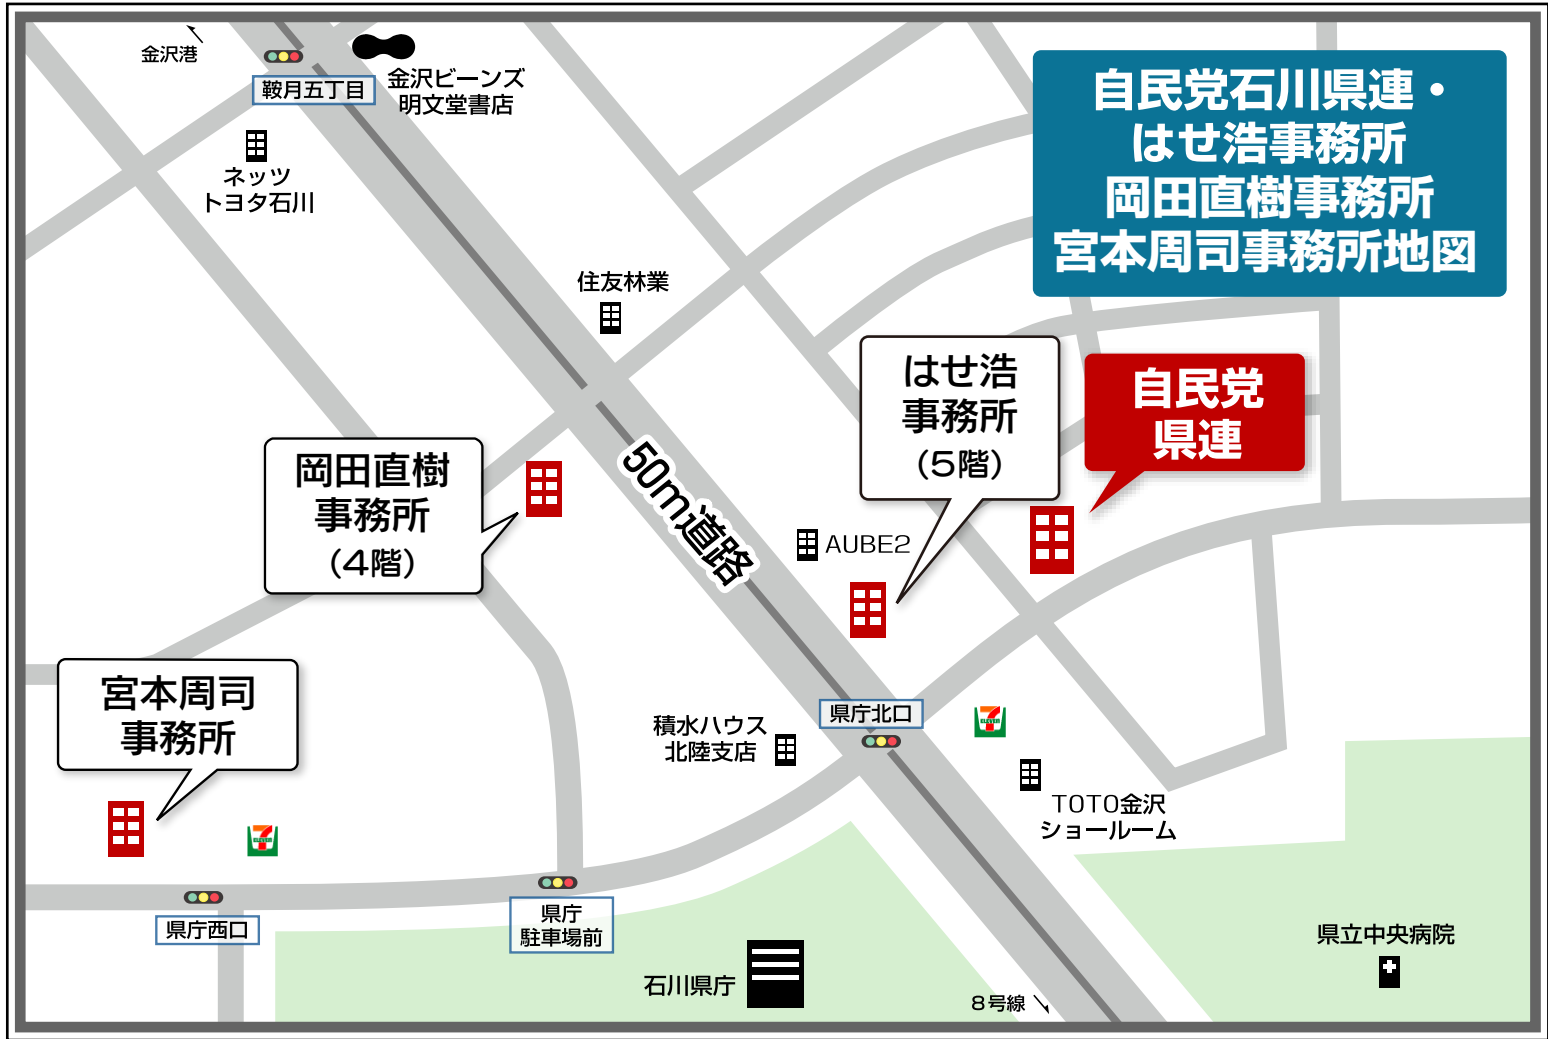 金沢港
鞍月五丁目
金沢ビーンズ
明文堂書店
ネッツ
トヨタ石川
自民党石川県連・
はせ浩事務所
岡田直樹事務所
宮本周司事務所地図
住友林業
はせ浩
事務所
(5階)
自民党
県連
岡田直樹
事務所
(4階)
50m道路
AUBE2
宮本周司
事務所
県庁北口
積水ハウス
北陸支店
7
ELEVEN
TOTO金沢
ショールーム
7
ELEVEN
県庁西口
県庁
駐車場前
石川県庁
県立中央病院
8号線